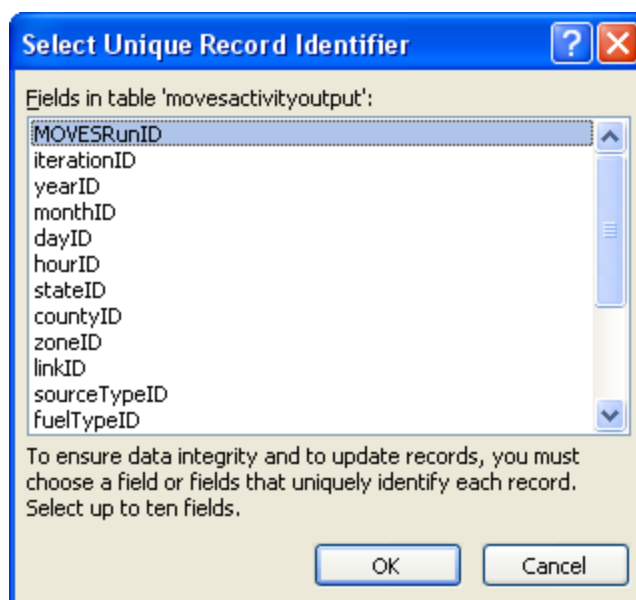 Select Unique Record Identifier
Fields in table 'movesactivityoutput':
MOVESRunID
iterationID
yearID
monthID
dayID
hourID
stateID
countyID
zoneID
linkID
sourceTypeID
fuelTypeID
To ensure data integrity and to update records, you must
choose a field or fields that uniquely identify each record.
Select up to ten fields.
OK Cancel